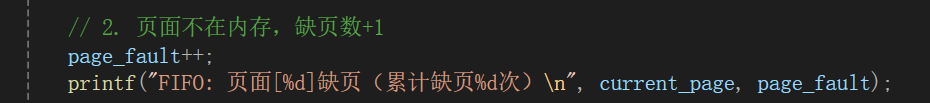 // 2. 页面不在内存，缺页数+1
page_fault++;
printf("FIFO: 页面[%d]缺页（累计缺页%d次）\n", current_page, page_fault);